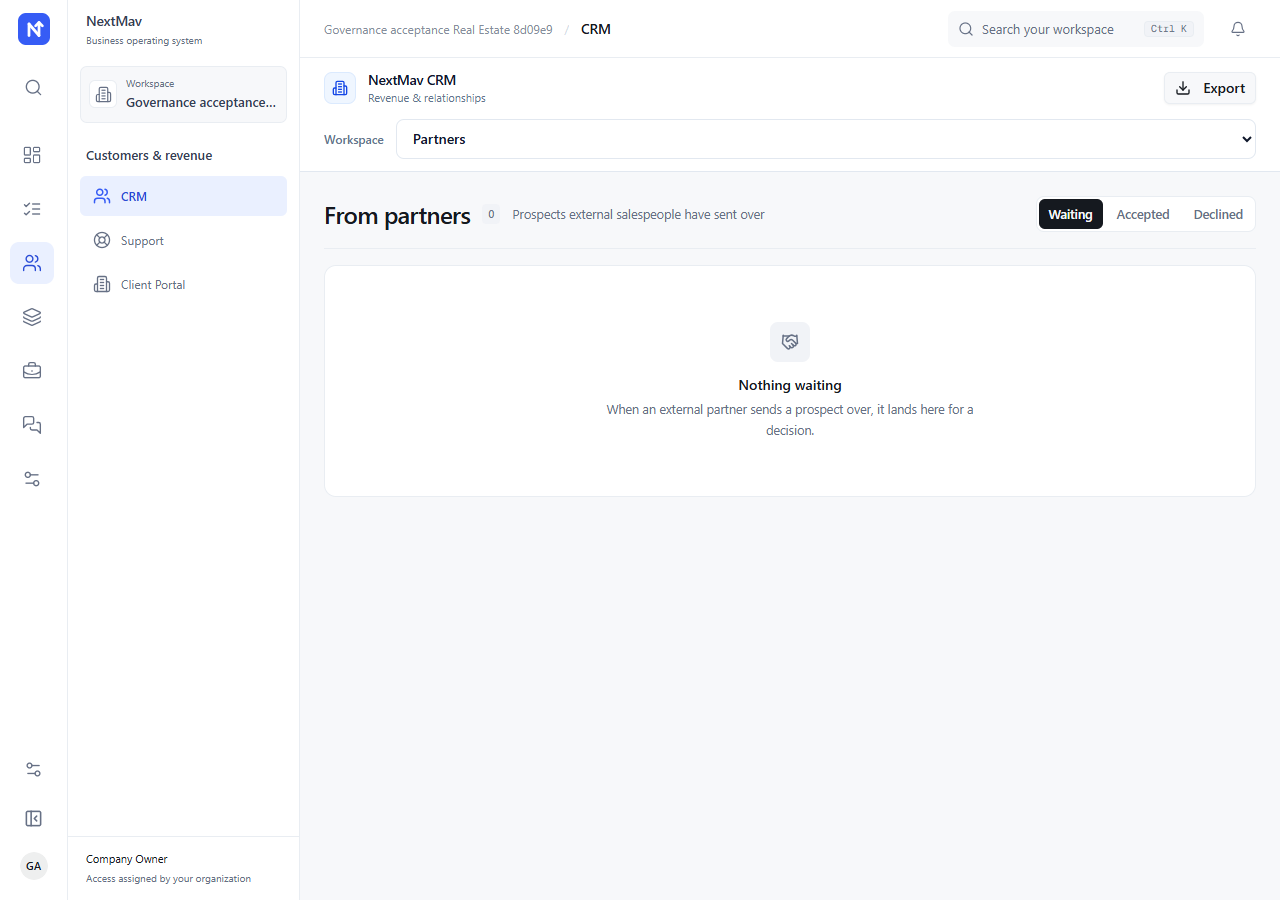 NextMav
Business operating system
Workspace
Governance acceptance...
Customers & revenue
CRM
Support
Client Portal
Company Owner
Access assigned by your organization
GA
Governance acceptance Real Estate 8d09e9 / CRM
Search your workspace Ctrl K
NextMav CRM
Revenue & relationships
Export
Workspace Partners
From partners 0 Prospects external salespeople have sent over
Waiting Accepted Declined
Nothing waiting
When an external partner sends a prospect over, it lands here for a
decision.